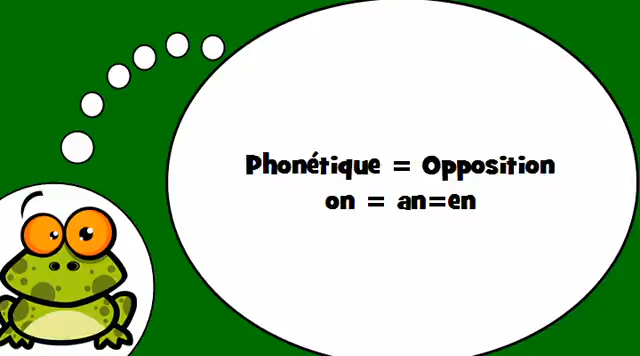 Phonétique = Opposition
on = an=en